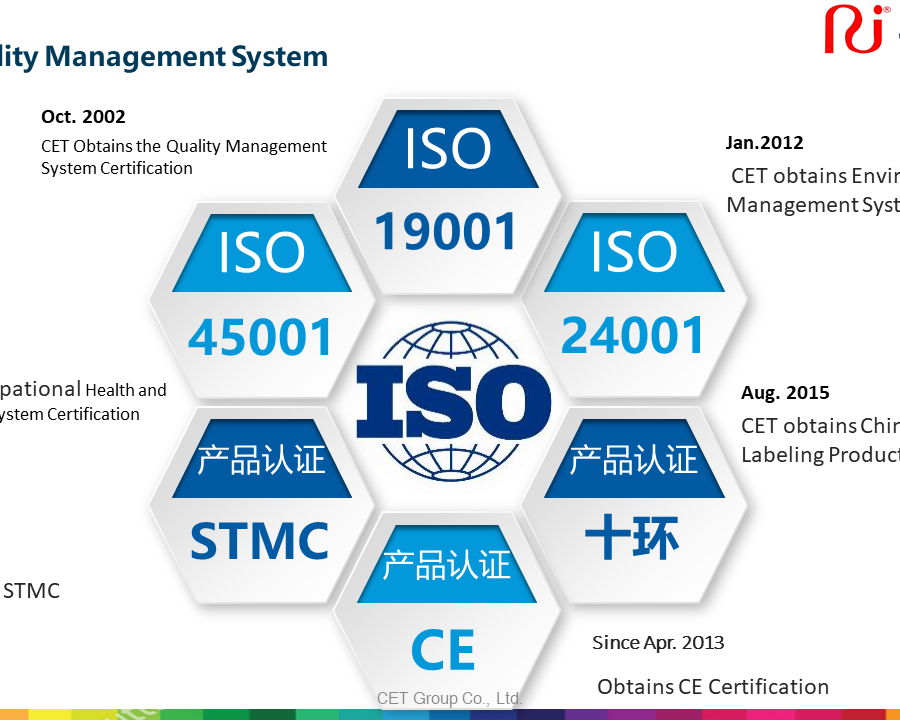 lity Management System
Oct. 2002
CET Obtains the Quality Management
System Certification
ISO
19001
Jan.2012
CET obtains Envir
Management Syst
ISO
45001
ISO
24001
ISO
pational Health and
ystem Certification
Aug. 2015
CET obtains Chin
Labeling Product
产品认证
STMC
产品认证
十环
产品认证
CE
STMC
Since Apr. 2013
Obtains CE Certification
CET Group Co., Ltd.